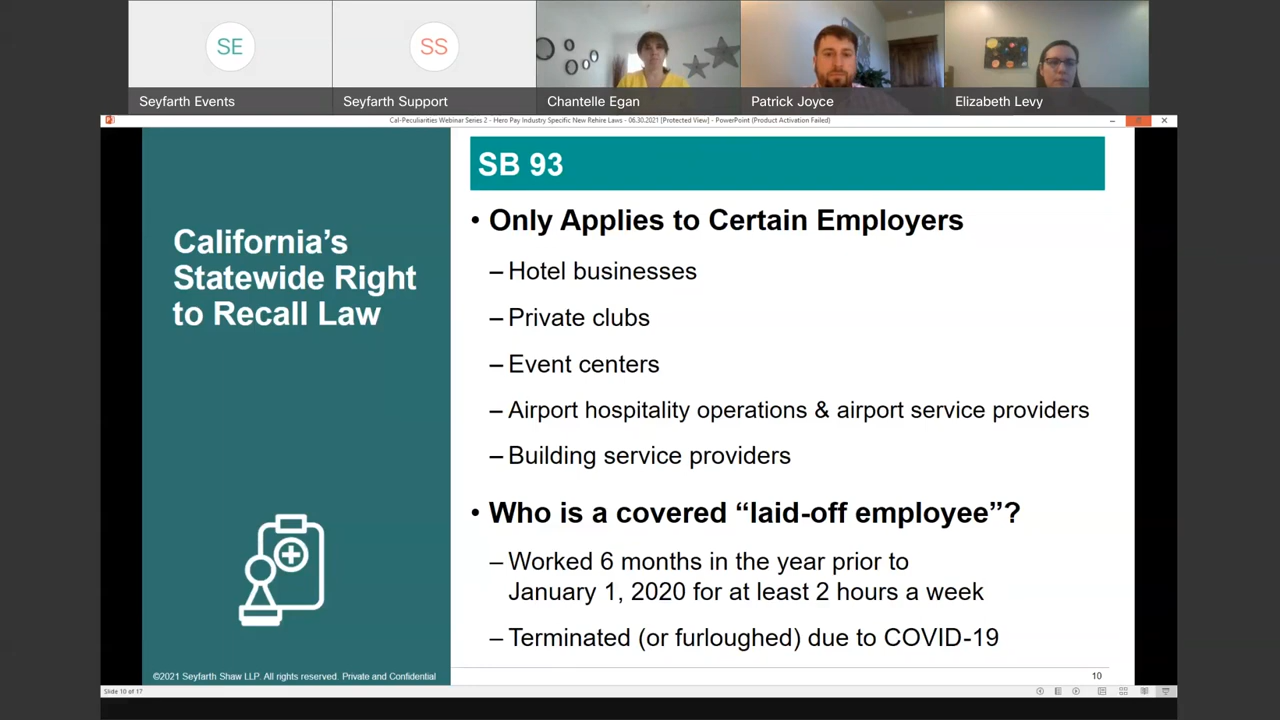 SE
SS
Seyfarth Events
Seyfarth Support
Chantelle Egan
Patrick Joyce
Elizabeth Levy
Cal-Peculiarities Webinar Series 2 - Hero Pay Industry Specific New Rehire Laws - 06.30.2021 [Protected View] - PowerPoint (Product Activation Failed)
California’s
Statewide Right
to Recall Law
SB 93
• Only Applies to Certain Employers
– Hotel businesses
– Private clubs
– Event centers
– Airport hospitality operations & airport service providers
– Building service providers
• Who is a covered “laid-off employee”?
– Worked 6 months in the year prior to
January 1, 2020 for at least 2 hours a week
– Terminated (or furloughed) due to COVID-19
©2021 Seyfarth Shaw LLP. All rights reserved. Private and Confidential
10
Slide 10 of 17